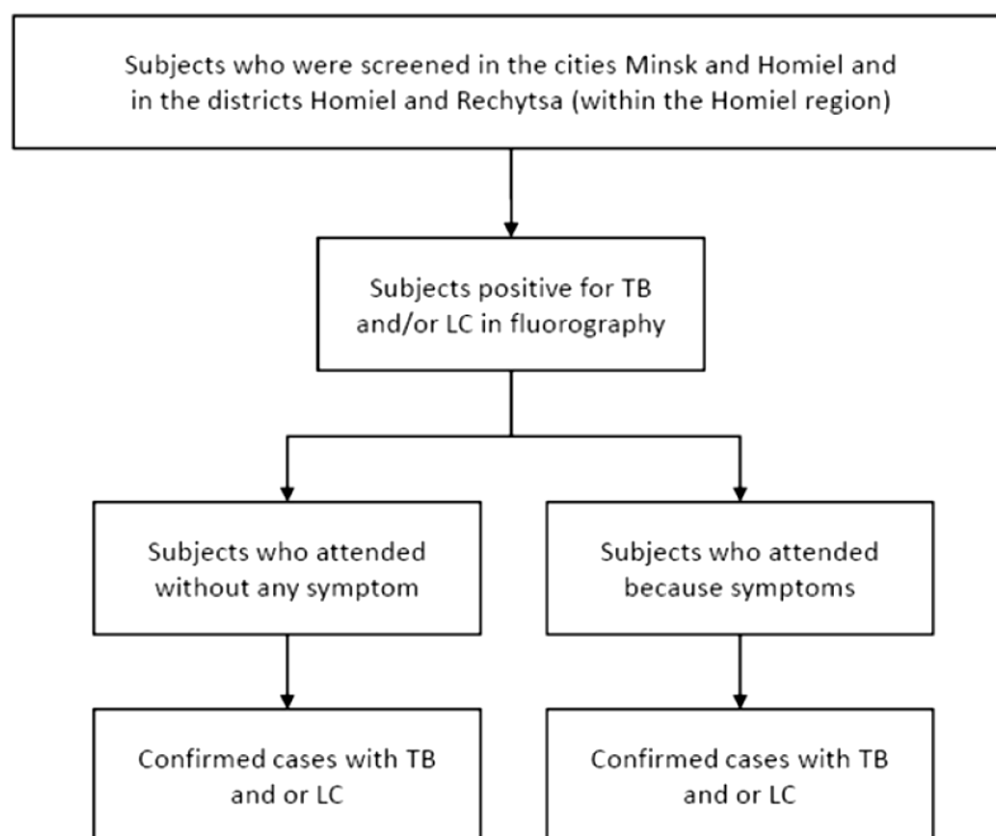 Subjects who were screened in the cities Minsk and Homiel and
in the districts Homiel and Rechytsa (within the Homiel region)
Subjects positive for TB
and/or LC in fluorography
Subjects who attended
without any symptom
Subjects who attended
because symptoms
Confirmed cases with TB
and or LC
Confirmed cases with TB
and or LC